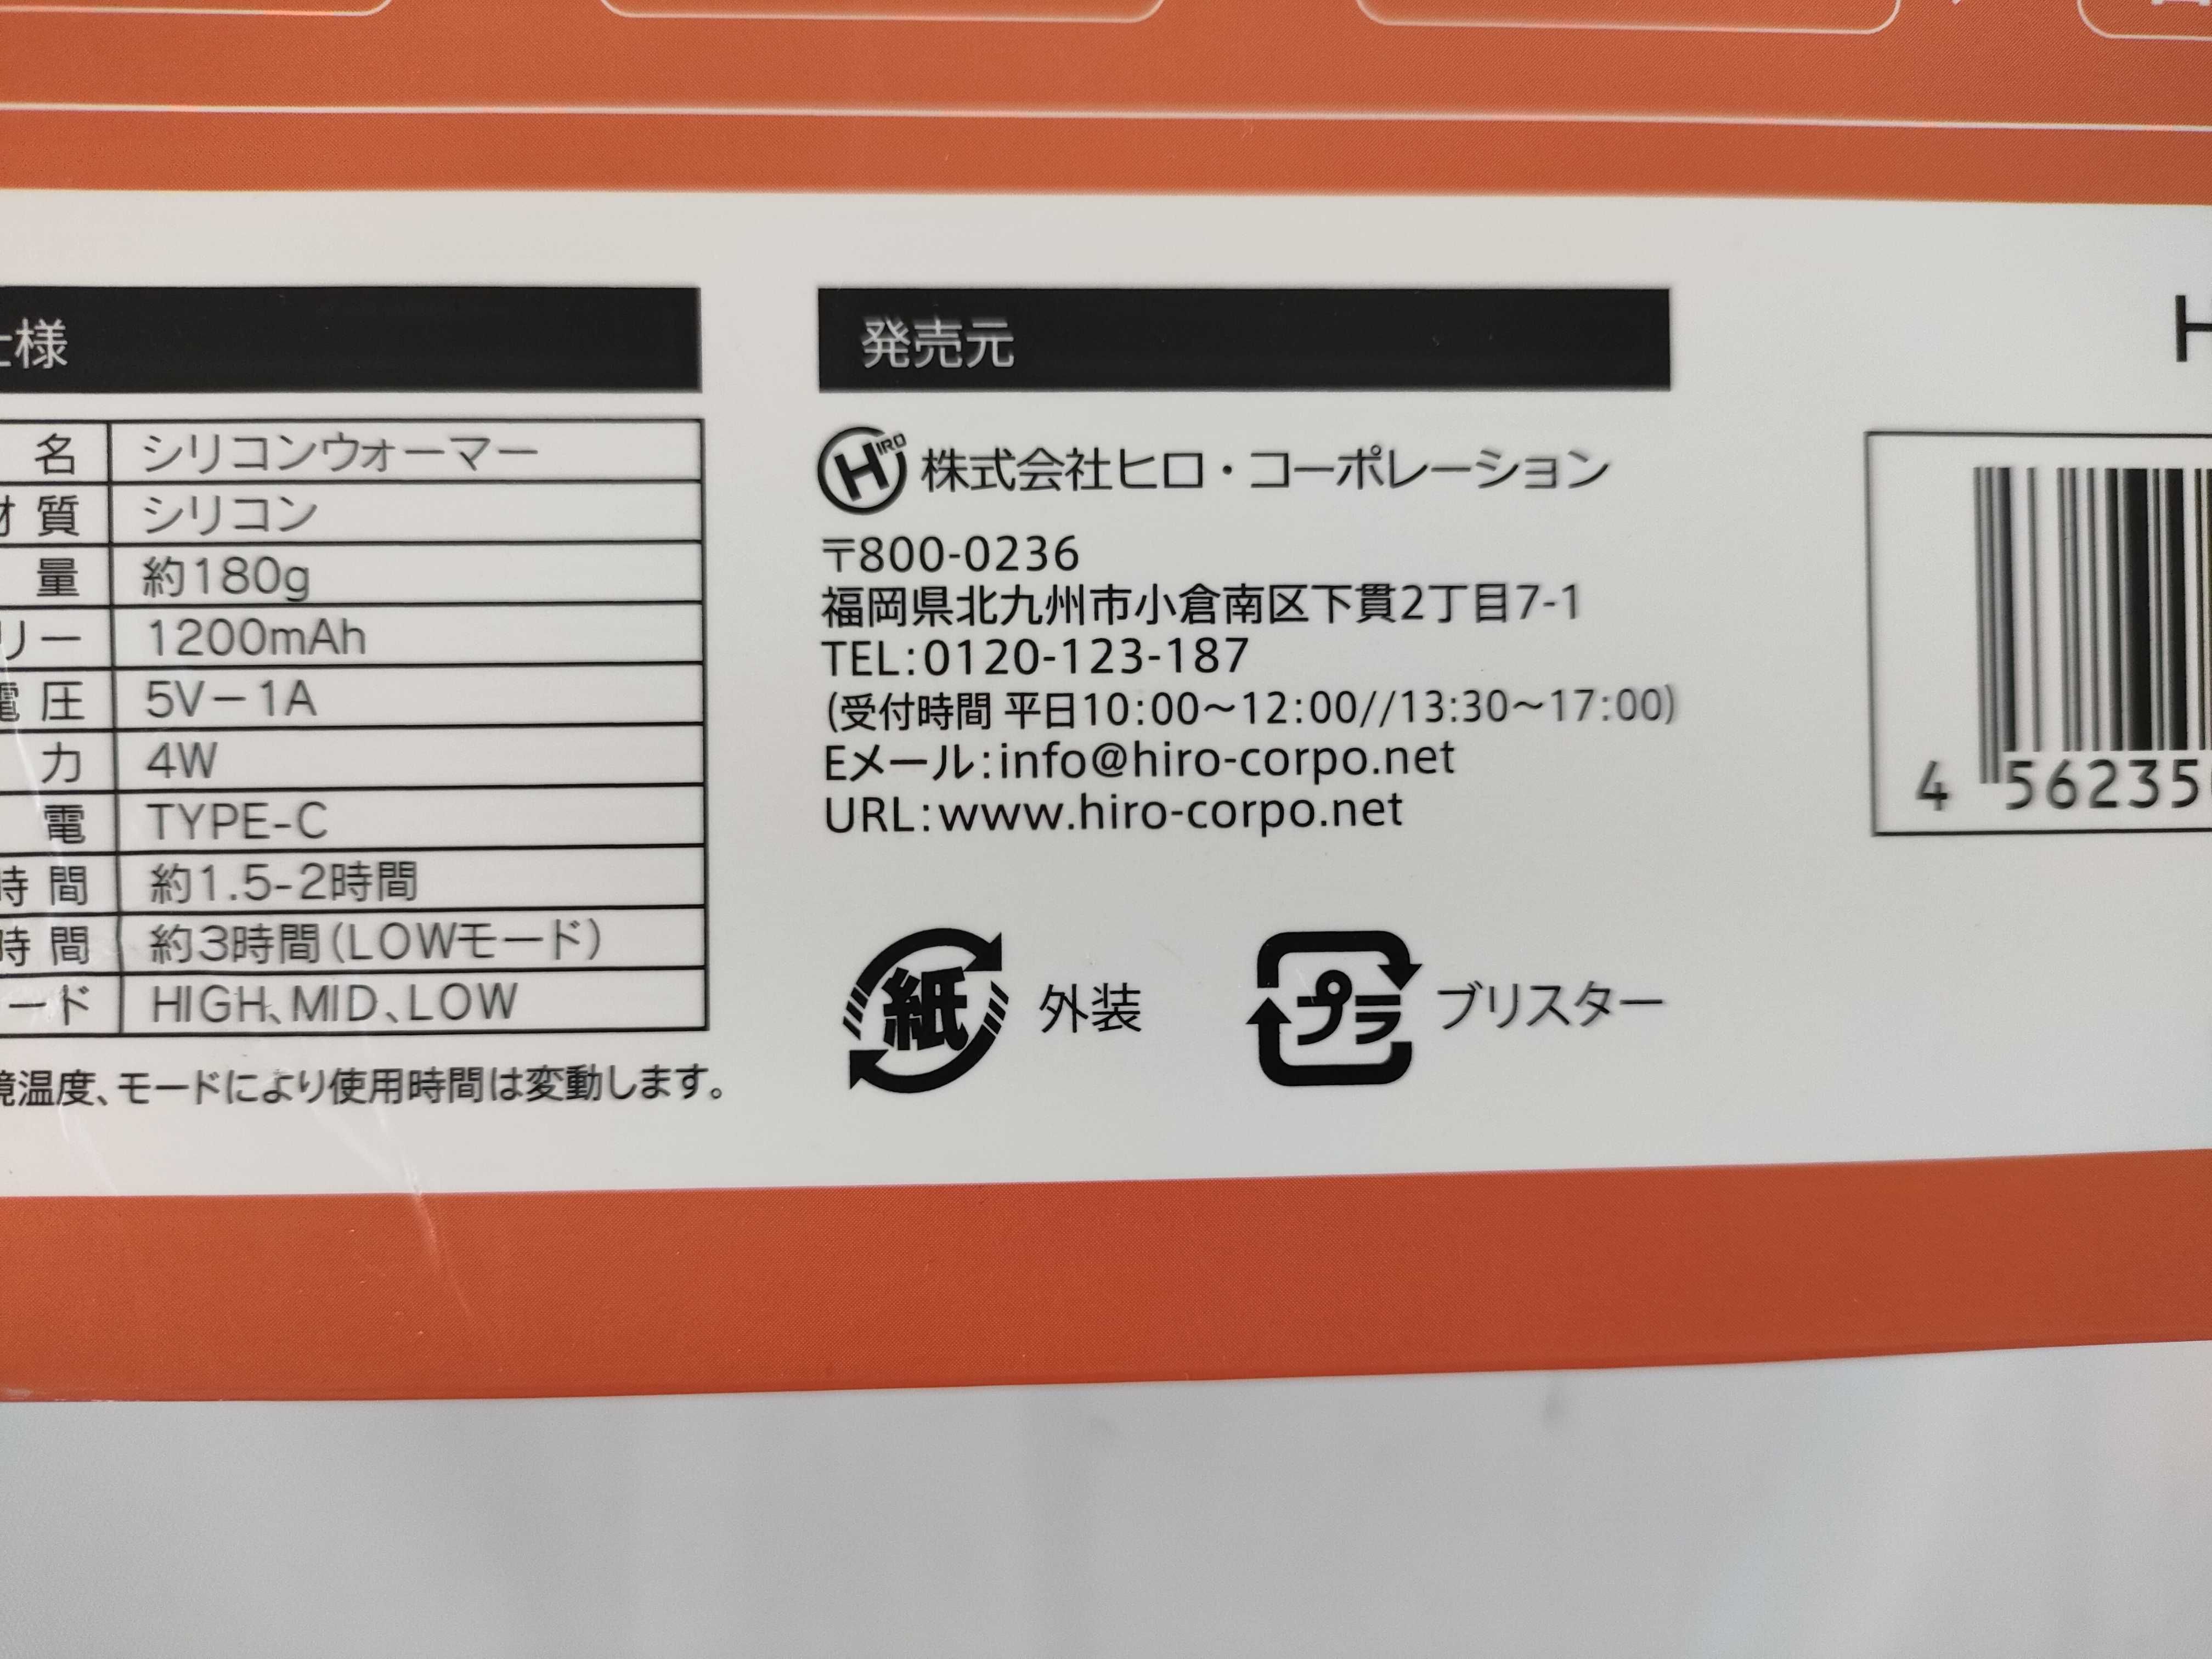 仕様
名 シリコンウォーマー
材質 シリコン
量 約180g
リー 1200mAh
電圧 5V－1A
力 4W
電 TYPE-C
時間 約1.5-2時間
時間 約3時間(LOWモード)
ード HIGH、MID、LOW
境温度、モードにより使用時間は変動します。
発売元
HIRO 株式会社ヒロ・コーポレーション
〒800-0236
福岡県北九州市小倉南区下貫2丁目7-1
TEL:0120-123-187
(受付時間 平日10:00～12:00//13:30～17:00)
Eメール:info@hiro-corpo.net
URL:www.hiro-corpo.net
紙 外装
プラ ブリスター
H
4 56235